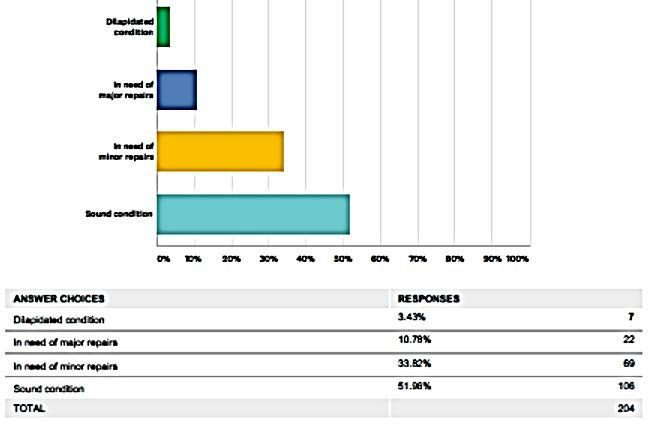 Dilapidated
condition
In need of
major repairs
In need of
minor repairs
Sound condition
0% 10% 20% 30% 40% 50% 60% 70% 80% 90% 100%
ANSWER CHOICES RESPONSES
Dilapidated condition 3.43% 7
In need of major repairs 10.78% 22
In need of minor repairs 33.82% 69
Sound condition 51.96% 106
TOTAL 204